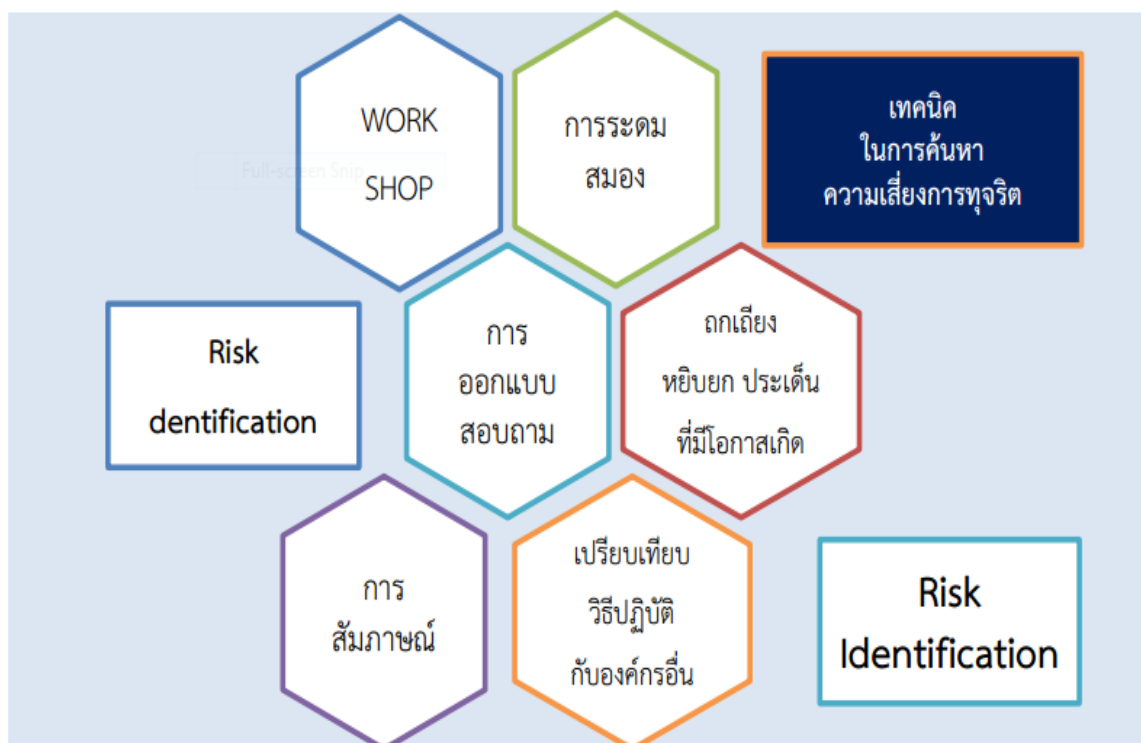 WORK
SHOP
การระดม
สมอง
เทคนิค
ในการค้นหา
ความเสี่ยงการทุจริต
Full-screen Snip
Risk
dentification
การ
ออกแบบ
สอบถาม
ถกเถียง
หยิบยก ประเด็น
ที่มีโอกาสเกิด
การ
สัมภาษณ์
เปรียบเทียบ
วิธีปฏิบัติ
กับองค์กรอื่น
Risk
Identification